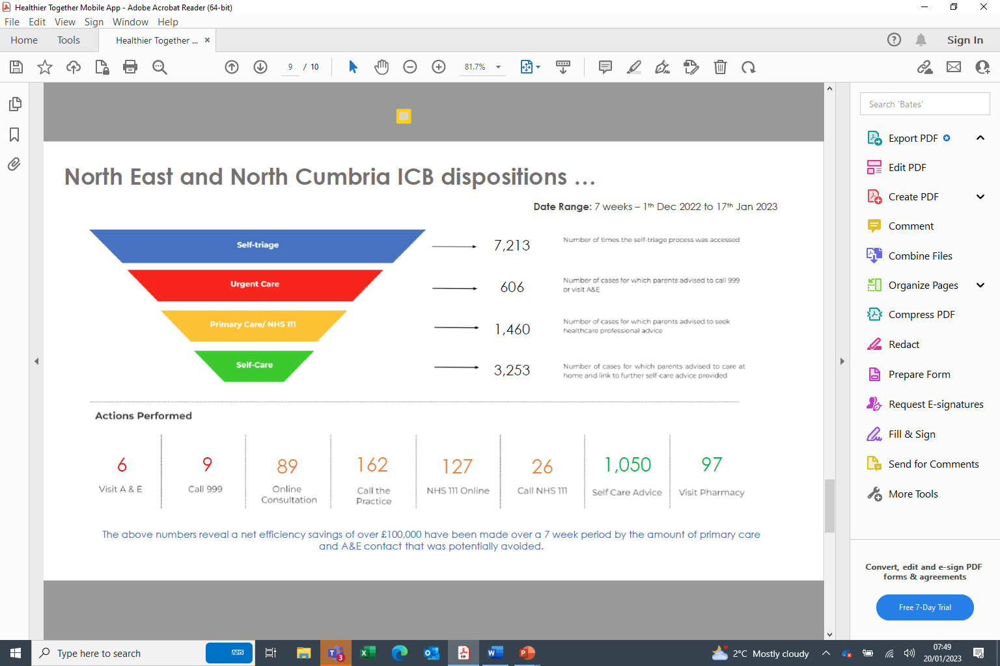 Healthier Together Mobile App - Adobe Acrobat Reader (64-bit)
File Edit View Sign Window Help
Home Tools Healthier Together ... × Sign In
9 / 10 81.7%
Search 'Bates'
Export PDF
Edit PDF
Create PDF
Comment
Combine Files
Organize Pages
Compress PDF
Redact
Prepare Form
Request E-signatures
Fill & Sign
Send for Comments
More Tools
Convert, edit and e-sign PDF
forms & agreements
Free 7-Day Trial
North East and North Cumbria ICB dispositions ...
Date Range: 7 weeks – 1th Dec 2022 to 17th Jan 2023
Self-triage
7,213
Number of times the self-triage process was accessed
Urgent Care
606
Number of cases for which parents advised to call 999
or visit A&E
Primary Care/ NHS 111
1,460
Number of cases for which parents advised to seek
healthcare professional advice
Self-Care
3,253
Number of cases for which parents advised to care at
home and link to further self-care advice provided
Actions Performed
6
Visit A & E
9
Call 999
89
Online
Consultation
162
Call the
Practice
127
NHS 111 Online
26
Call NHS 111
1,050
Self Care Advice
97
Visit Pharmacy
The above numbers reveal a net efficiency savings of over £100,000 have been made over a 7 week period by the amount of primary care
and A&E contact that was potentially avoided.
Type here to search
NHS
3
2°C Mostly cloudy
07:49
20/01/2023